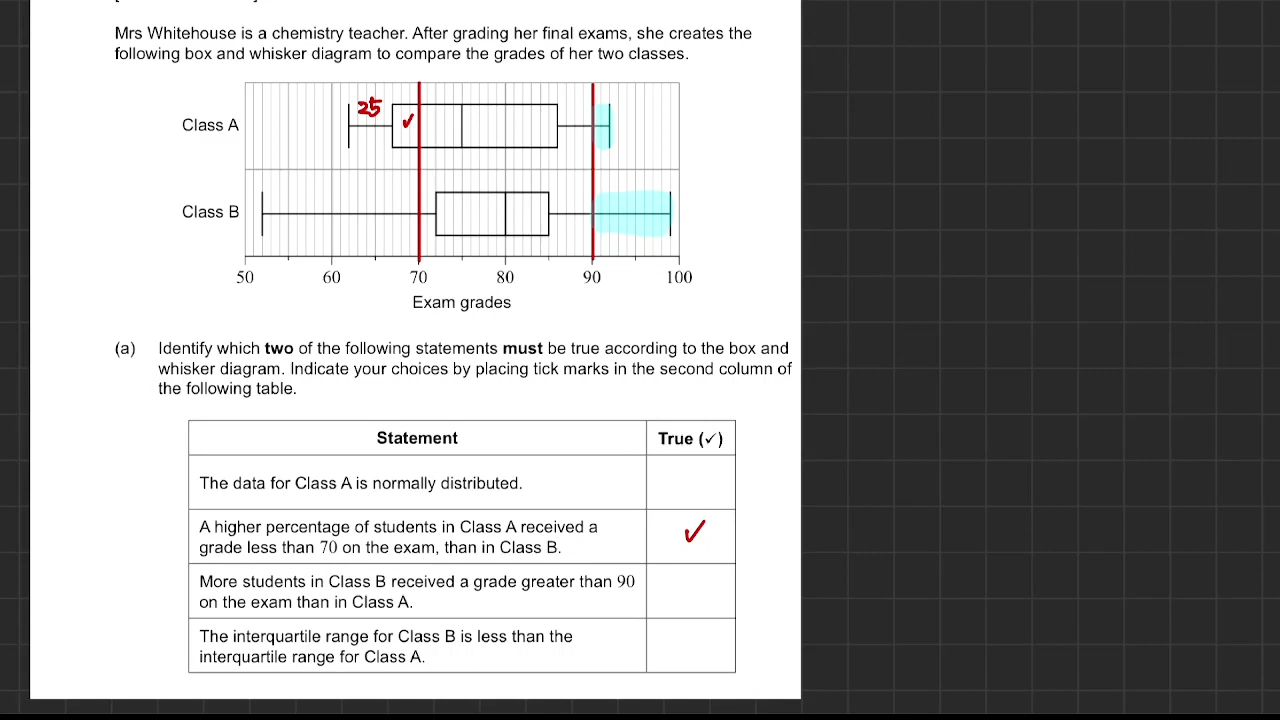 Mrs Whitehouse is a chemistry teacher. After grading her final exams, she creates the
following box and whisker diagram to compare the grades of her two classes.
25
✓
Class A
Class B
50 60 70 80 90 100
Exam grades
(a) Identify which two of the following statements must be true according to the box and
whisker diagram. Indicate your choices by placing tick marks in the second column of
the following table.
Statement True (✓)
The data for Class A is normally distributed.
A higher percentage of students in Class A received a
grade less than 70 on the exam, than in Class B.
✓
More students in Class B received a grade greater than 90
on the exam than in Class A.
The interquartile range for Class B is less than the
interquartile range for Class A.